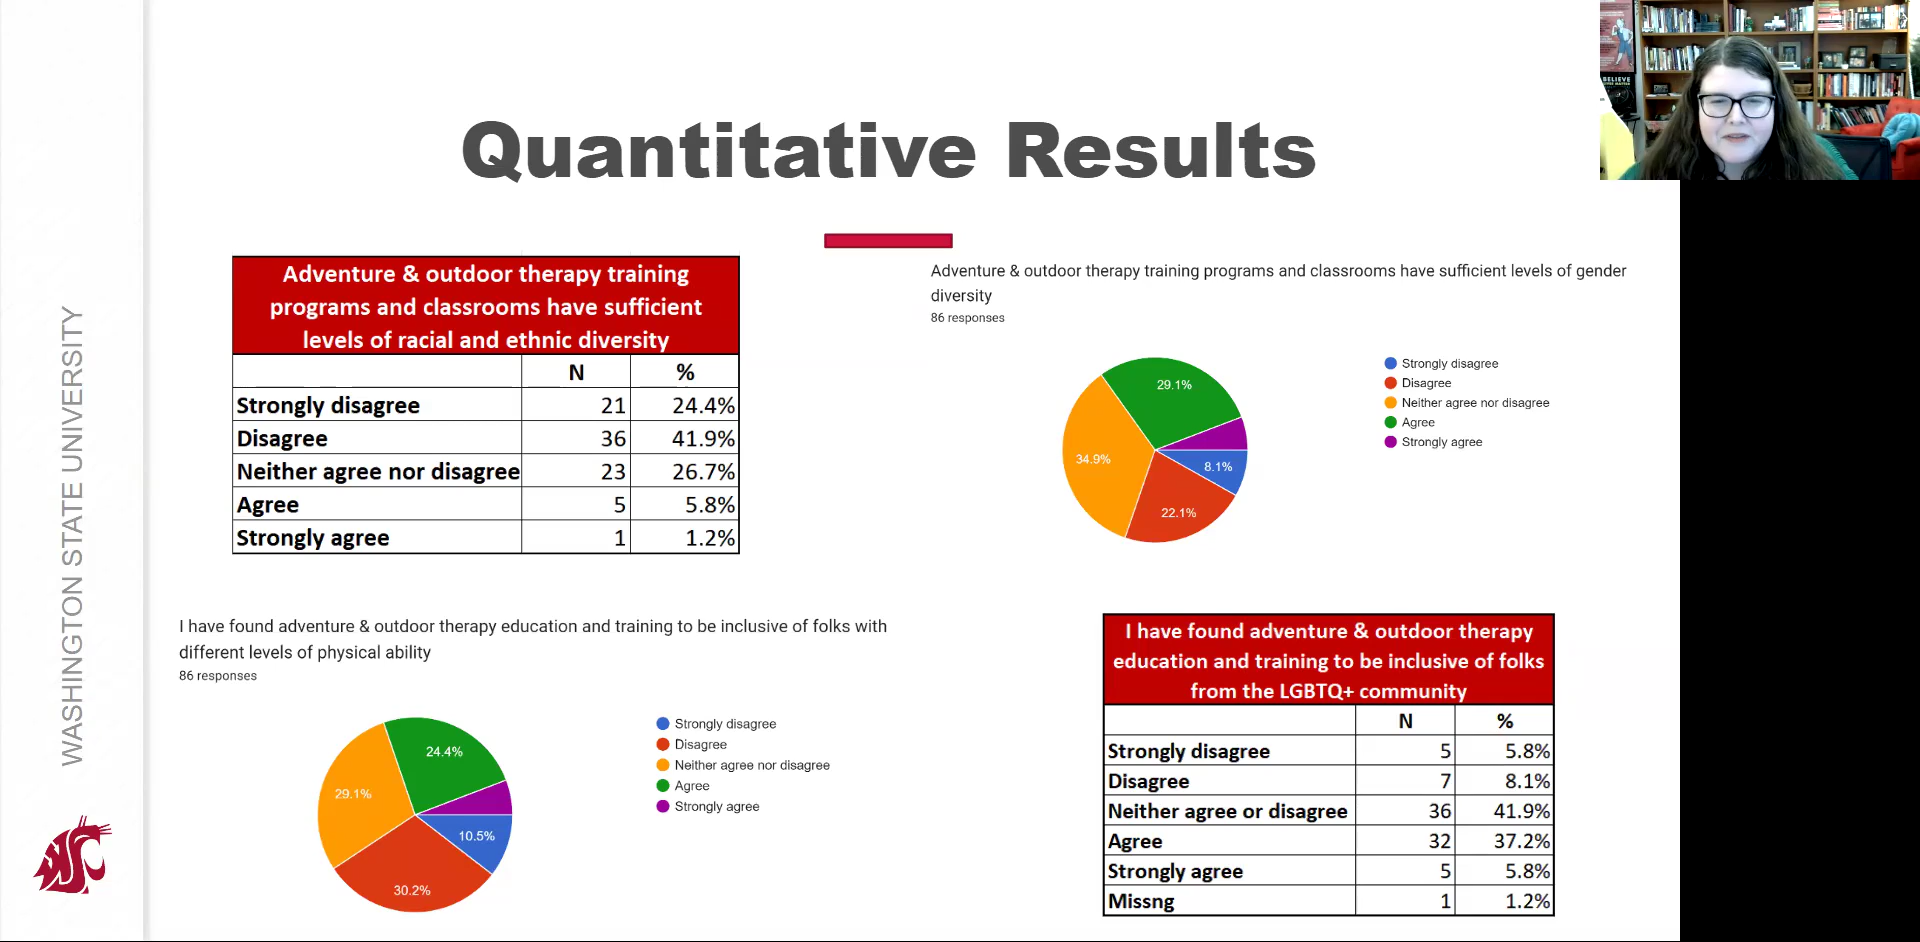 WASHINGTON STATE UNIVERSITY
Quantitative Results
Adventure & outdoor therapy training
programs and classrooms have sufficient
levels of racial and ethnic diversity
N %
Strongly disagree 21 24.4%
Disagree 36 41.9%
Neither agree nor disagree 23 26.7%
Agree 5 5.8%
Strongly agree 1 1.2%
Adventure & outdoor therapy training programs and classrooms have sufficient levels of gender
diversity
86 responses
29.1%
34.9%
8.1%
22.1%
Strongly disagree
Disagree
Neither agree nor disagree
Agree
Strongly agree
I have found adventure & outdoor therapy education and training to be inclusive of folks with
different levels of physical ability
86 responses
24.4%
29.1%
10.5%
30.2%
Strongly disagree
Disagree
Neither agree nor disagree
Agree
Strongly agree
I have found adventure & outdoor therapy
education and training to be inclusive of folks
from the LGBTQ+ community
N %
Strongly disagree 5 5.8%
Disagree 7 8.1%
Neither agree or disagree 36 41.9%
Agree 32 37.2%
Strongly agree 5 5.8%
Missng 1 1.2%
WSC
BELIEVE